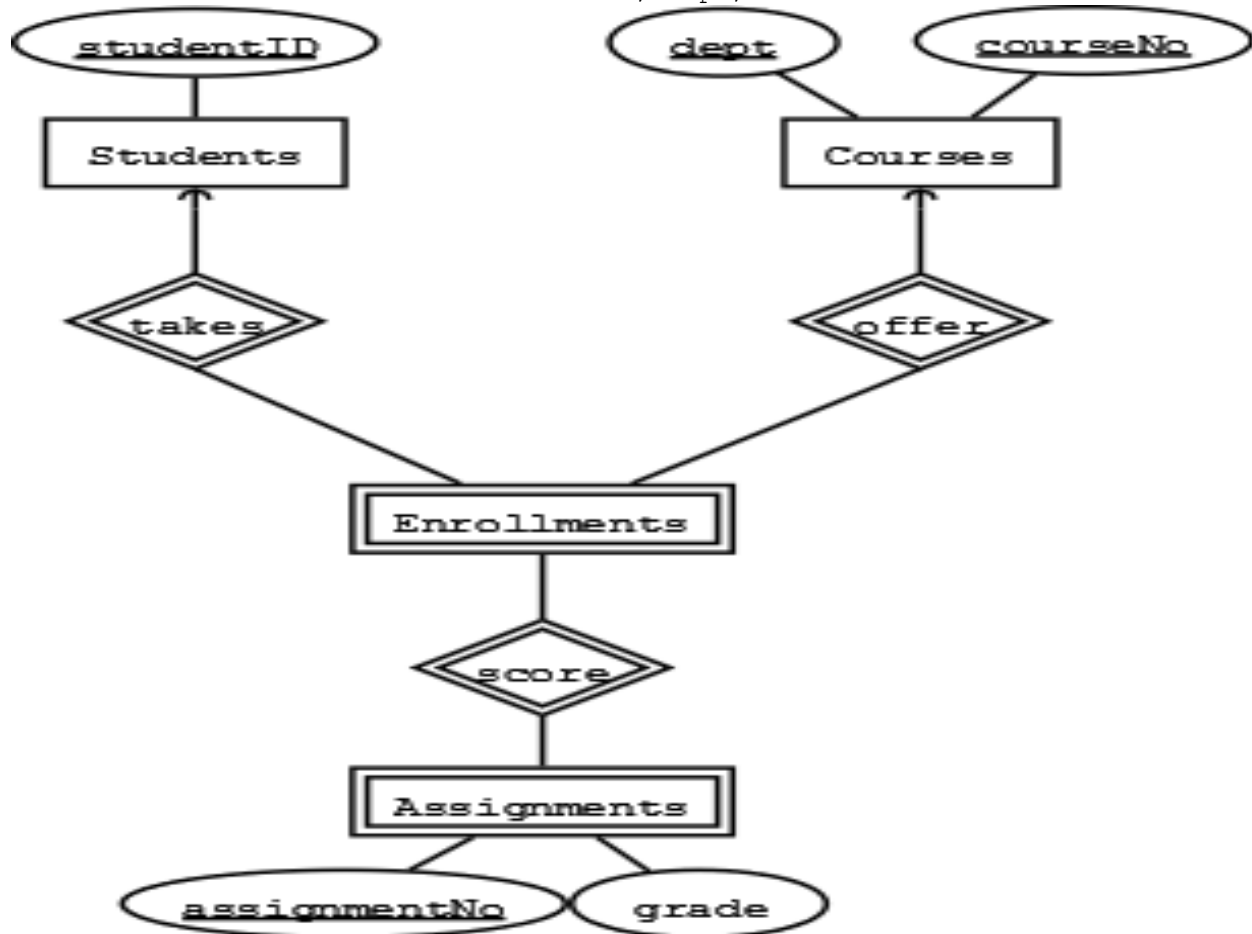 studentID
dept
courseNo
Students
Courses
takes
offer
Enrollments
score
Assignments
assignmentNo
grade